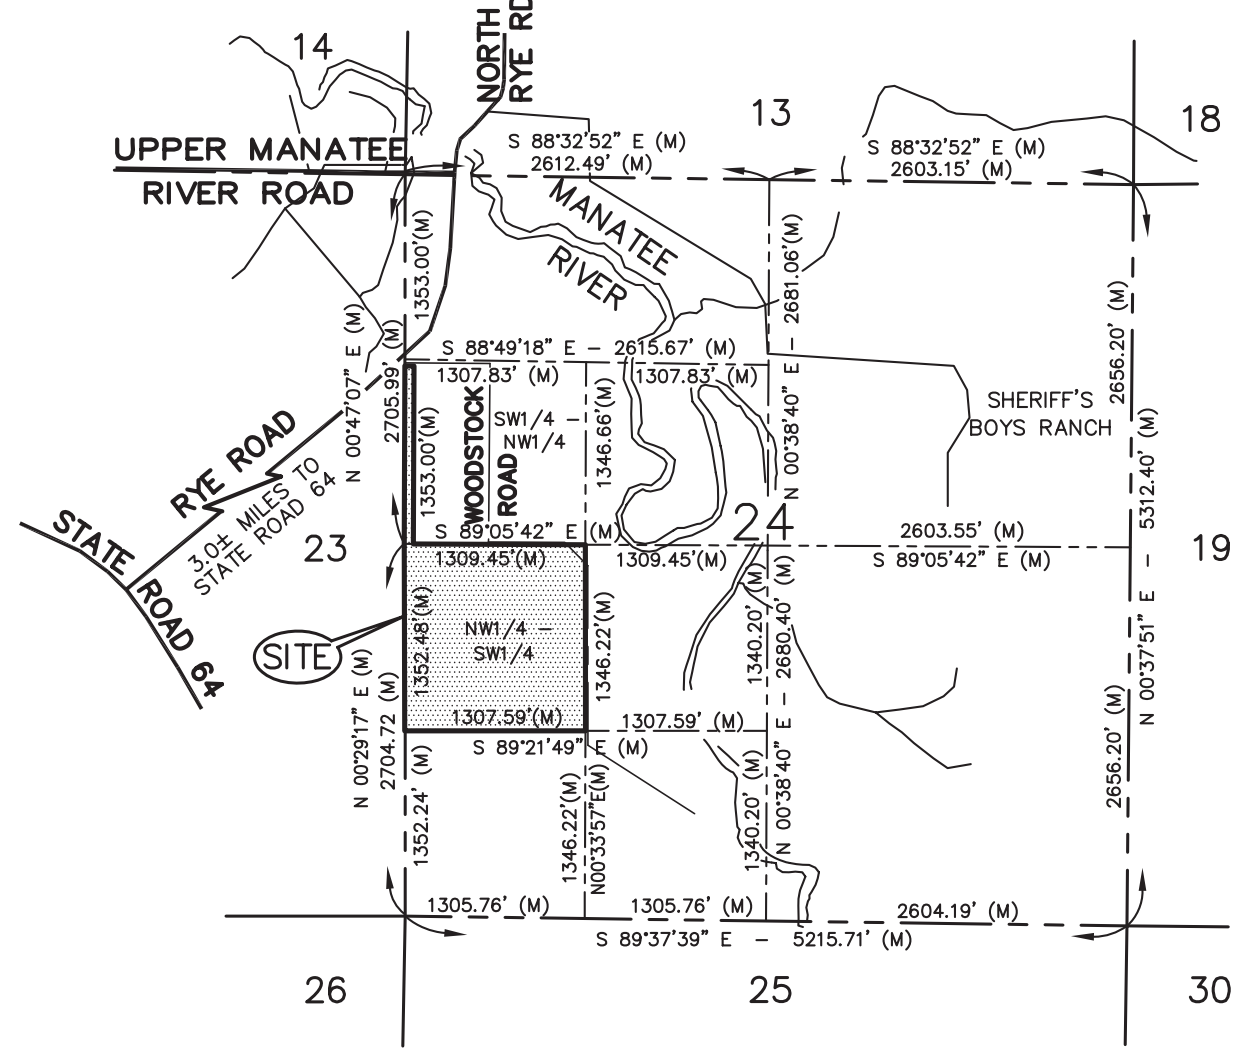 NORTH
RYE RD
14
13
18
UPPER MANATEE
RIVER ROAD
S 88°32'52" E (M)
2612.49' (M)
S 88°32'52" E (M)
2603.15' (M)
MANATEE
RIVER
1353.00'(M)
N 00°47'07" E (M)
2705.99' (M)
N 00°38'40" E - 2681.06'(M)
2656.20' (M)
S 88°49'18" E - 2615.67' (M)
1307.83' (M)
1307.83' (M)
1353.00'(M)
WOODSTOCK
ROAD
SW1/4 -
NW1/4
1346.66'(M)
SHERIFF'S
BOYS RANCH
N 00°37'51" E - 5312.40' (M)
RYE ROAD
3.0± MILES TO
STATE ROAD 64
STATE ROAD 64
23
24
19
S 89°05'42" E (M)
1309.45'(M)
1309.45'(M)
2603.55' (M)
S 89°05'42" E (M)
SITE
1352.48'(M)
NW1/4 -
SW1/4
1346.22'(M)
1340.20' (M)
N 00°38'40" E - 2680.40' (M)
N 00°29'17" E (M)
2704.72 (M)
1307.59'(M)
1307.59' (M)
S 89°21'49" E (M)
1352.24' (M)
1346.22'(M)
N00°33'57"E(M)
1340.20' (M)
2656.20' (M)
1305.76' (M)
1305.76' (M)
2604.19' (M)
S 89°37'39" E - 5215.71' (M)
26
25
30